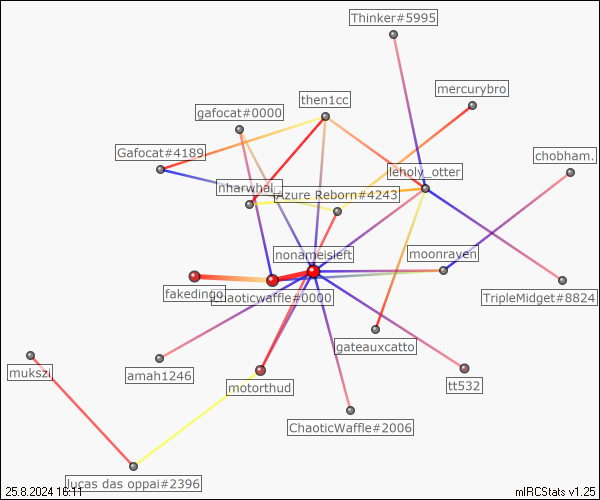 Thinker#5995
mercurybro
then1cc
gafocat#0000
Gafocat#4189
chobham.
leholy_otter
nharwhal
Azure Reborn#4243
nonameisleft
moonrayen
fakedingo
Chaoticwaffle#0000
TripleMidget#8824
gateauxcatto
mukszi
amah1246
motorthud
tt532
ChaoticWaffle#2006
lucas das oppai#2396
25.8.2024 16:11
mIRCStats v1.25